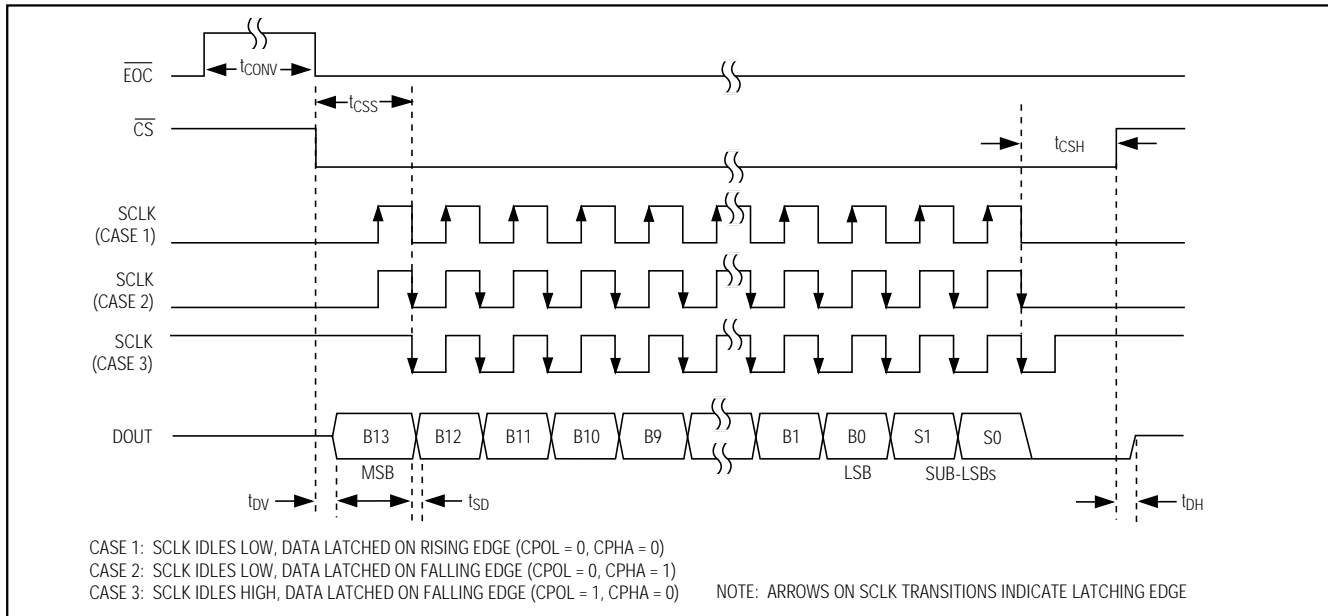 EOC
tCONV
tCSS
CS
tCSH
SCLK
(CASE 1)
SCLK
(CASE 2)
SCLK
(CASE 3)
DOUT
B13
B12
B11
B10
B9
B1
B0
S1
S0
MSB
LSB
SUB-LSBs
tDV
tSD
tDH
CASE 1: SCLK IDLES LOW, DATA LATCHED ON RISING EDGE (CPOL = 0, CPHA = 0)
CASE 2: SCLK IDLES LOW, DATA LATCHED ON FALLING EDGE (CPOL = 0, CPHA = 1)
CASE 3: SCLK IDLES HIGH, DATA LATCHED ON FALLING EDGE (CPOL = 1, CPHA = 0)
NOTE: ARROWS ON SCLK TRANSITIONS INDICATE LATCHING EDGE